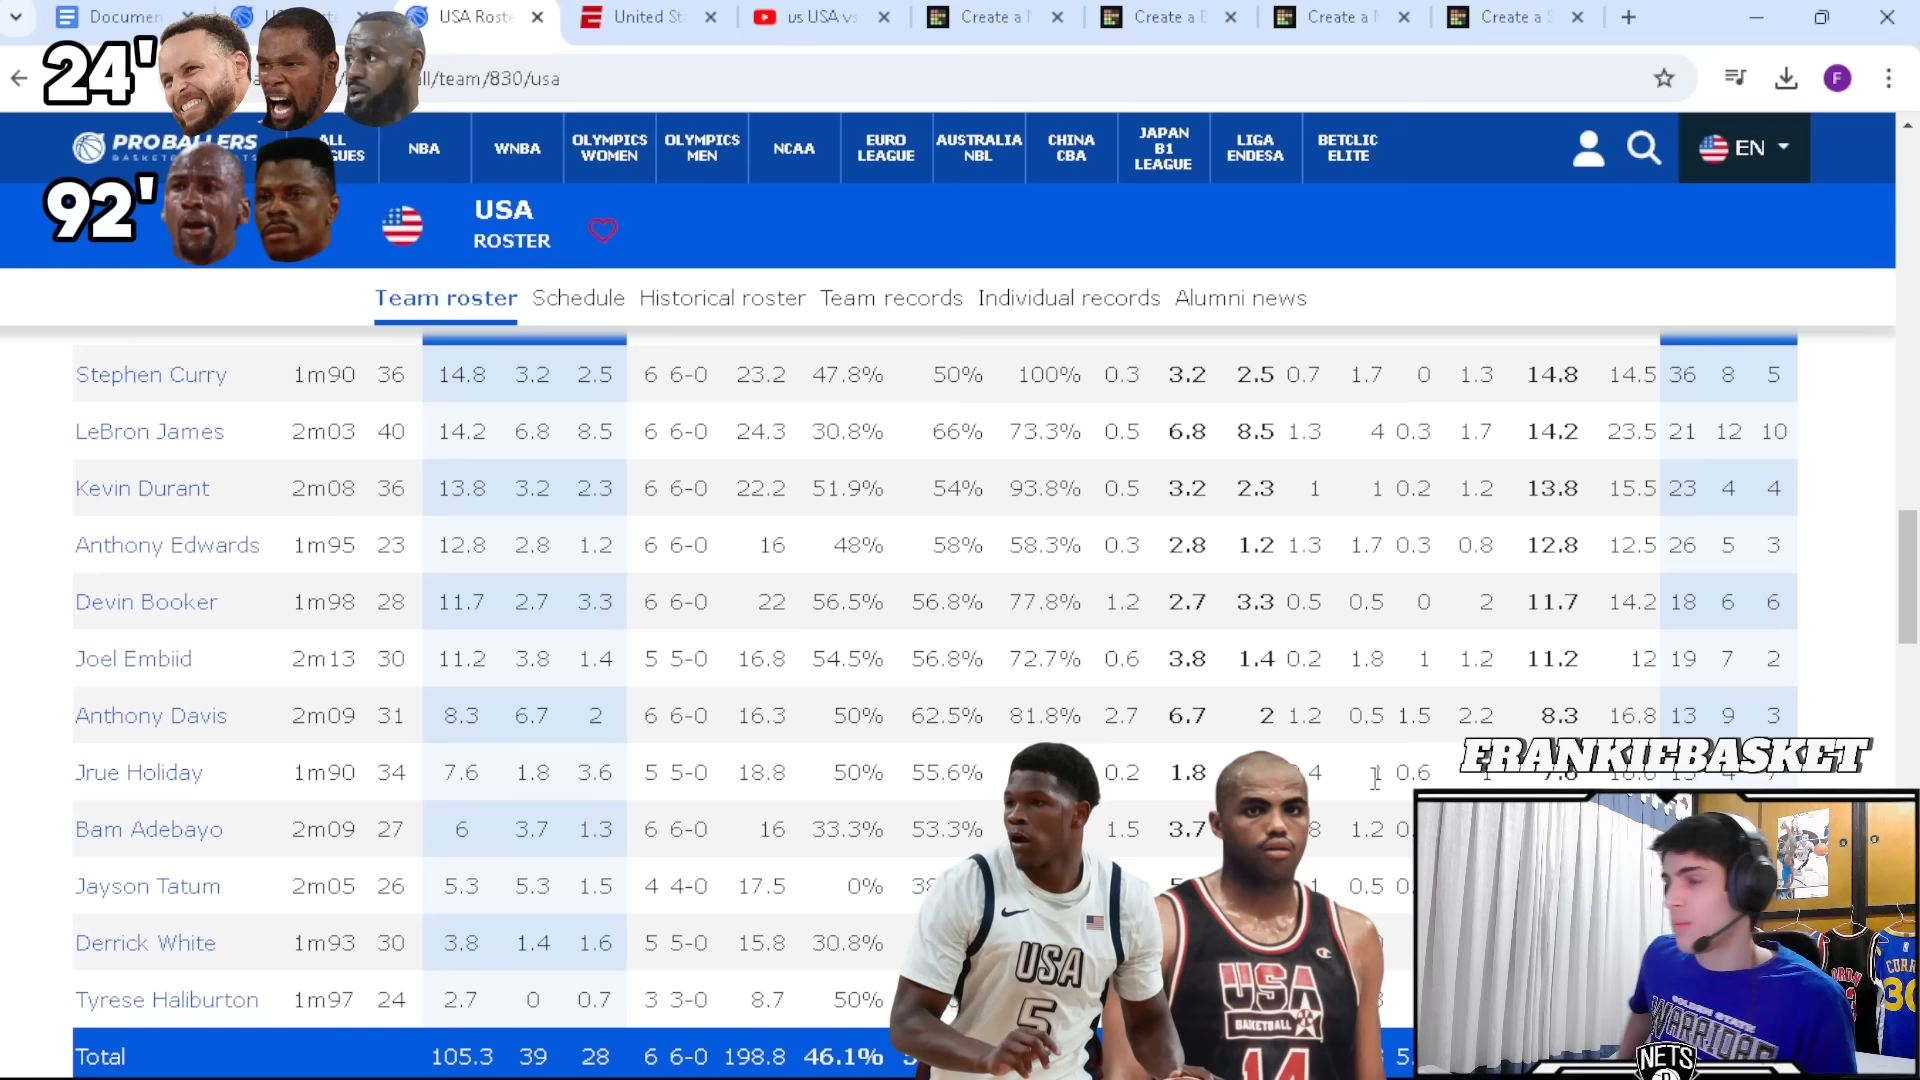 Documen
USA Roste
United St
us USA vs
Create a
Create a
Create a
Create a
/team/830/usa
F
24'
92'
PROBALLERS
NBA
WNBA
OLYMPICS WOMEN
OLYMPICS MEN
NCAA
EURO LEAGUE
AUSTRALIA NBL
CHINA CBA
JAPAN B1 LEAGUE
LIGA ENDESA
BETCLIC ELITE
EN
USA
ROSTER
Team roster Schedule Historical roster Team records Individual records Alumni news
Stephen Curry 1m90 36 14.8 3.2 2.5 6 6-0 23.2 47.8% 50% 100% 0.3 3.2 2.5 0.7 1.7 0 1.3 14.8 14.5 36 8 5
LeBron James 2m03 40 14.2 6.8 8.5 6 6-0 24.3 30.8% 66% 73.3% 0.5 6.8 8.5 1.3 4 0.3 1.7 14.2 23.5 21 12 10
Kevin Durant 2m08 36 13.8 3.2 2.3 6 6-0 22.2 51.9% 54% 93.8% 0.5 3.2 2.3 1 1 0.2 1.2 13.8 15.5 23 4 4
Anthony Edwards 1m95 23 12.8 2.8 1.2 6 6-0 16 48% 58% 58.3% 0.3 2.8 1.2 1.3 1.7 0.3 0.8 12.8 12.5 26 5 3
Devin Booker 1m98 28 11.7 2.7 3.3 6 6-0 22 56.5% 56.8% 77.8% 1.2 2.7 3.3 0.5 0.5 0 2 11.7 14.2 18 6 6
Joel Embiid 2m13 30 11.2 3.8 1.4 5 5-0 16.8 54.5% 56.8% 72.7% 0.6 3.8 1.4 0.2 1.8 1 1.2 11.2 12 19 7 2
Anthony Davis 2m09 31 8.3 6.7 2 6 6-0 16.3 50% 62.5% 81.8% 2.7 6.7 2 1.2 0.5 1.5 2.2 8.3 16.8 13 9 3
Jrue Holiday 1m90 34 7.6 1.8 3.6 5 5-0 18.8 50% 55.6% 0.2 1.8 1 0.6
Bam Adebayo 2m09 27 6 3.7 1.3 6 6-0 16 33.3% 53.3% 1.5 3.7 1.2
Jayson Tatum 2m05 26 5.3 5.3 1.5 4 4-0 17.5 0% 0.5
Derrick White 1m93 30 3.8 1.4 1.6 5 5-0 15.8 30.8%
Tyrese Haliburton 1m97 24 2.7 0 0.7 3 3-0 8.7 50%
Total 105.3 39 28 6 6-0 198.8 46.1%
FRANKIEBASKET
USA
5
USA
BASKETBALL
14
GOLDEN STATE
WARRIORS
NETS
CURR
30